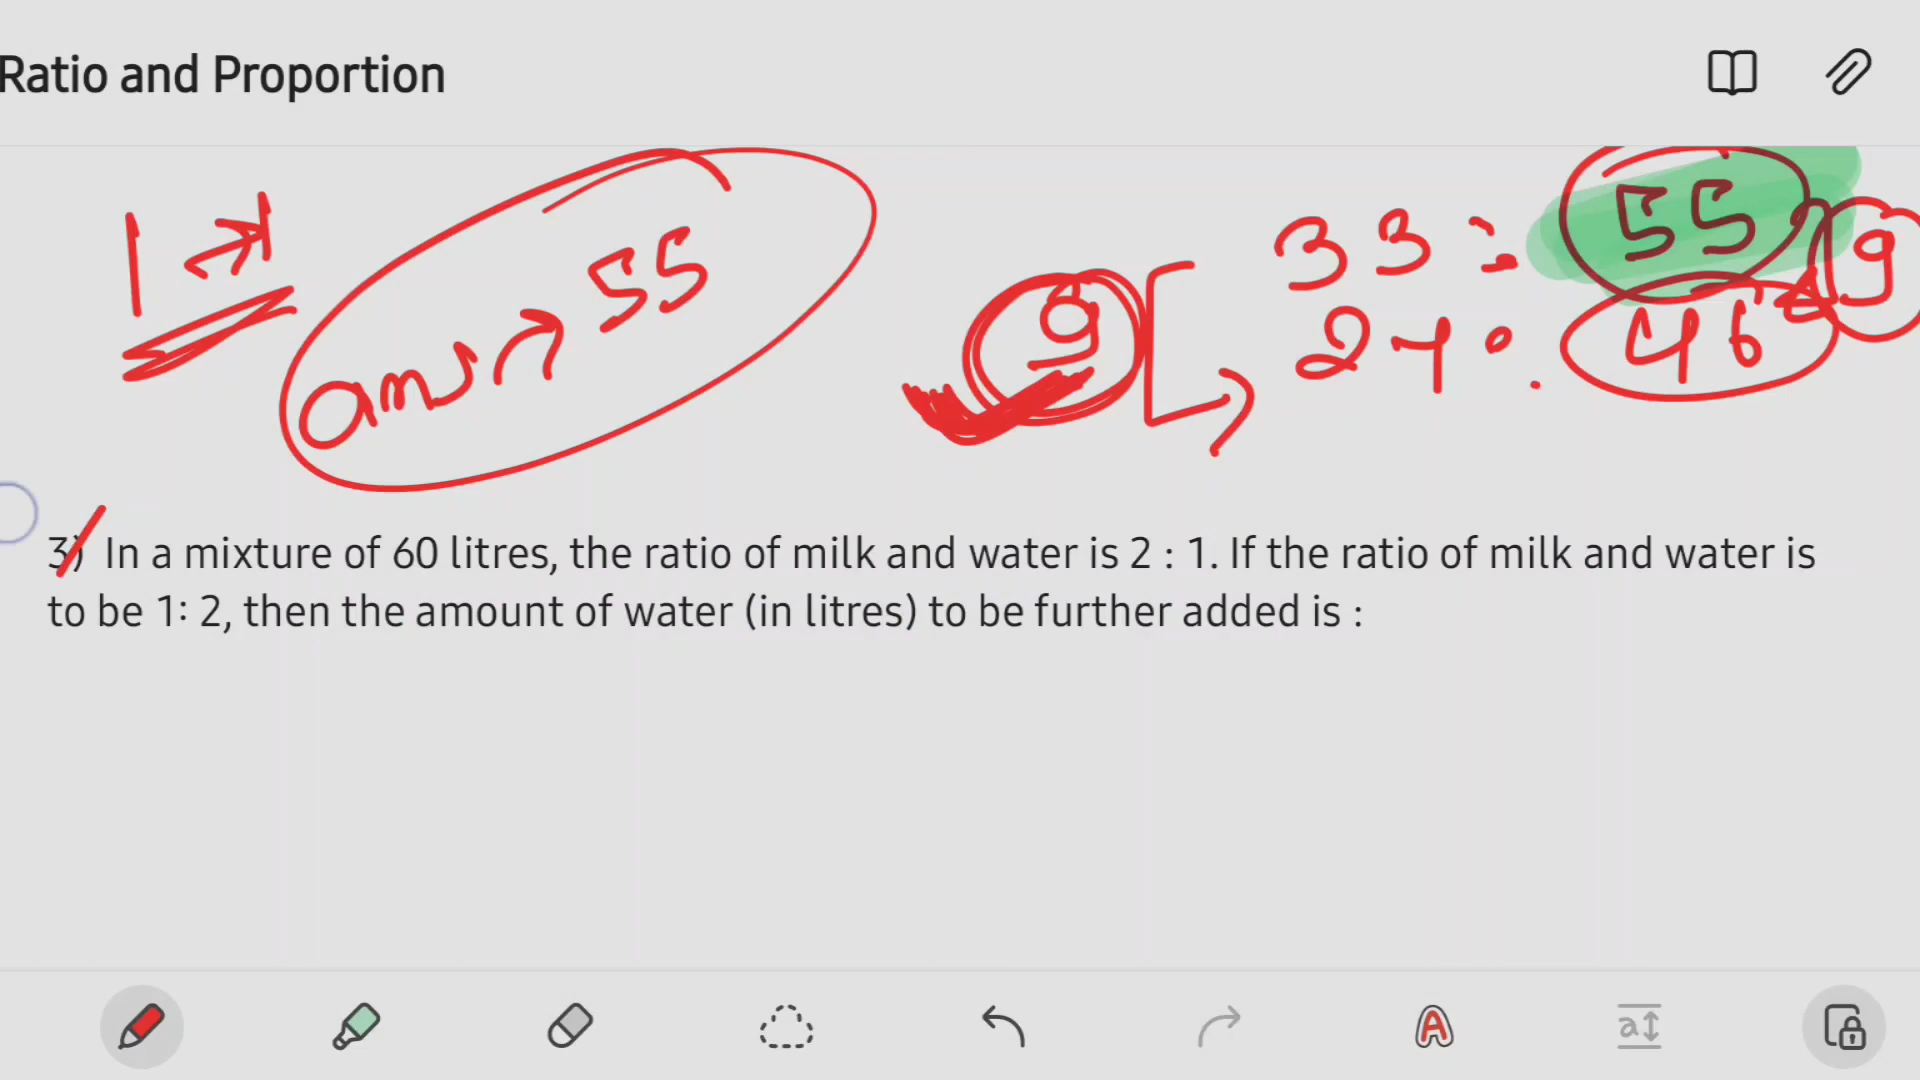 Ratio and Proportion
1 → 1
ans → 55
9
33 : 55
9
24 : 46
3) In a mixture of 60 litres, the ratio of milk and water is 2 : 1. If the ratio of milk and water is
to be 1: 2, then the amount of water (in litres) to be further added is :
A
a